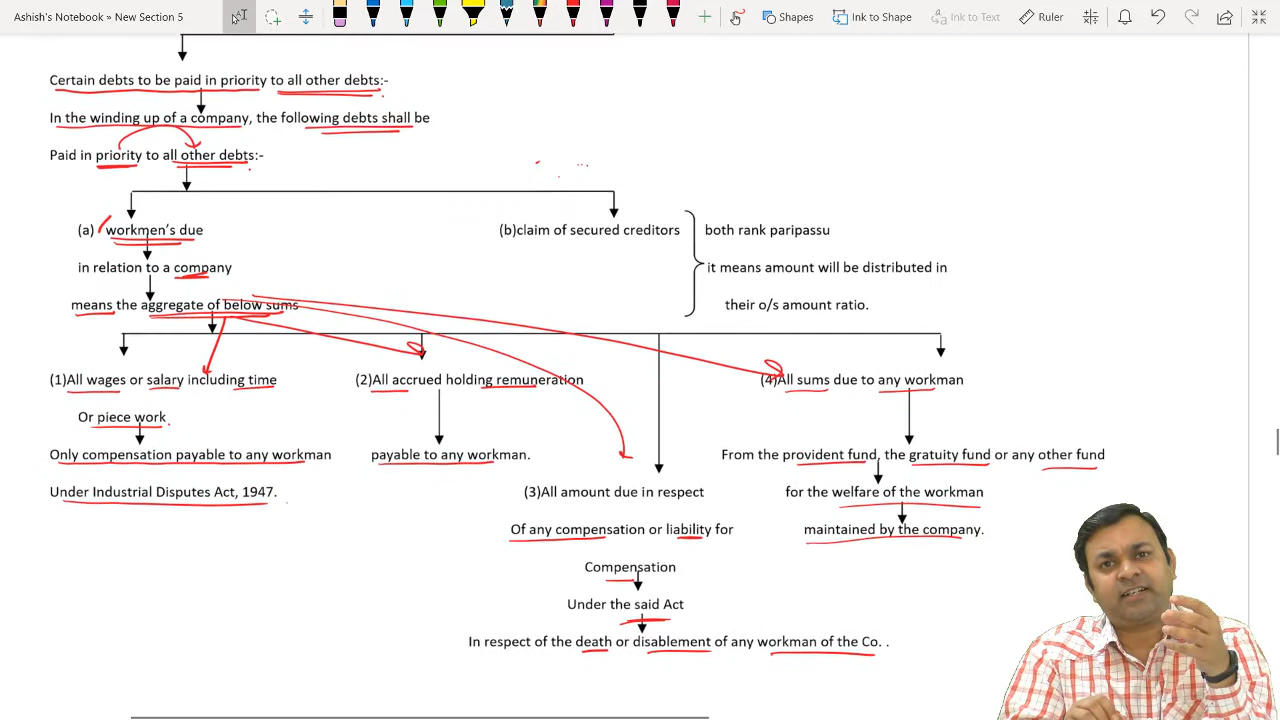 Ashish's Notebook » New Section 5
Shapes
Ink to Shape
Ink to Text
Ruler
Certain debts to be paid in priority to all other debts:-
In the winding up of a company, the following debts shall be
Paid in priority to all other debts:-
(a) workmen's due
(b)claim of secured creditors
both rank paripassu
in relation to a company
it means amount will be distributed in
means the aggregate of below sums
their o/s amount ratio.
(1)All wages or salary including time
(2)All accrued holding remuneration
(4)All sums due to any workman
Or piece work.
Only compensation payable to any workman
payable to any workman.
From the provident fund, the gratuity fund or any other fund
Under Industrial Disputes Act, 1947.
(3)All amount due in respect
for the welfare of the workman
Of any compensation or liability for
maintained by the company.
Compensation
Under the said Act
In respect of the death or disablement of any workman of the Co. .